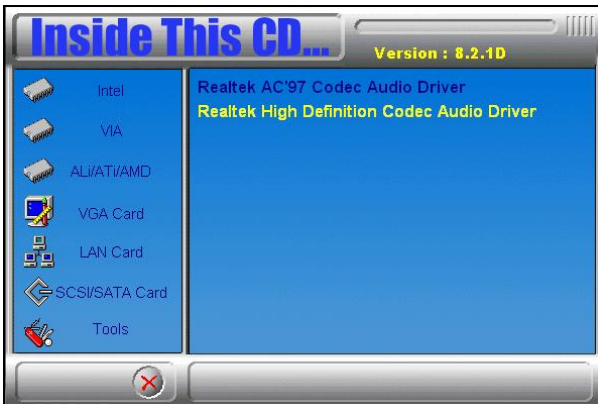 Inside This CD...
Version : 8.2.1D
Intel
VIA
ALi/ATi/AMD
VGA Card
LAN Card
SCSI/SATA Card
Tools
Realtek AC'97 Codec Audio Driver
Realtek High Definition Codec Audio Driver